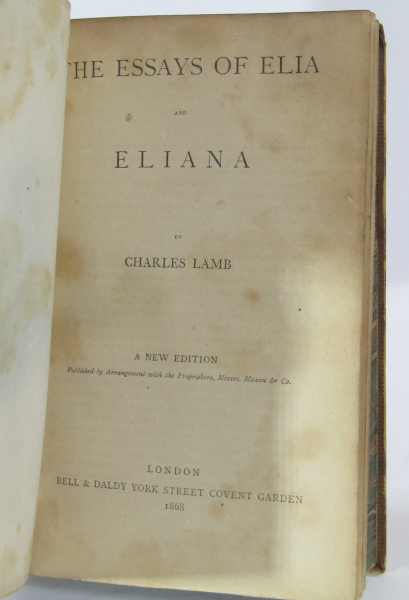 THE ESSAYS OF ELIA
AND
ELIANA
BY
CHARLES LAMB
A NEW EDITION
Published by Arrangement with the Proprietors, Messrs. Moxon & Co.
LONDON
BELL & DALDY YORK STREET COVENT GARDEN
1868